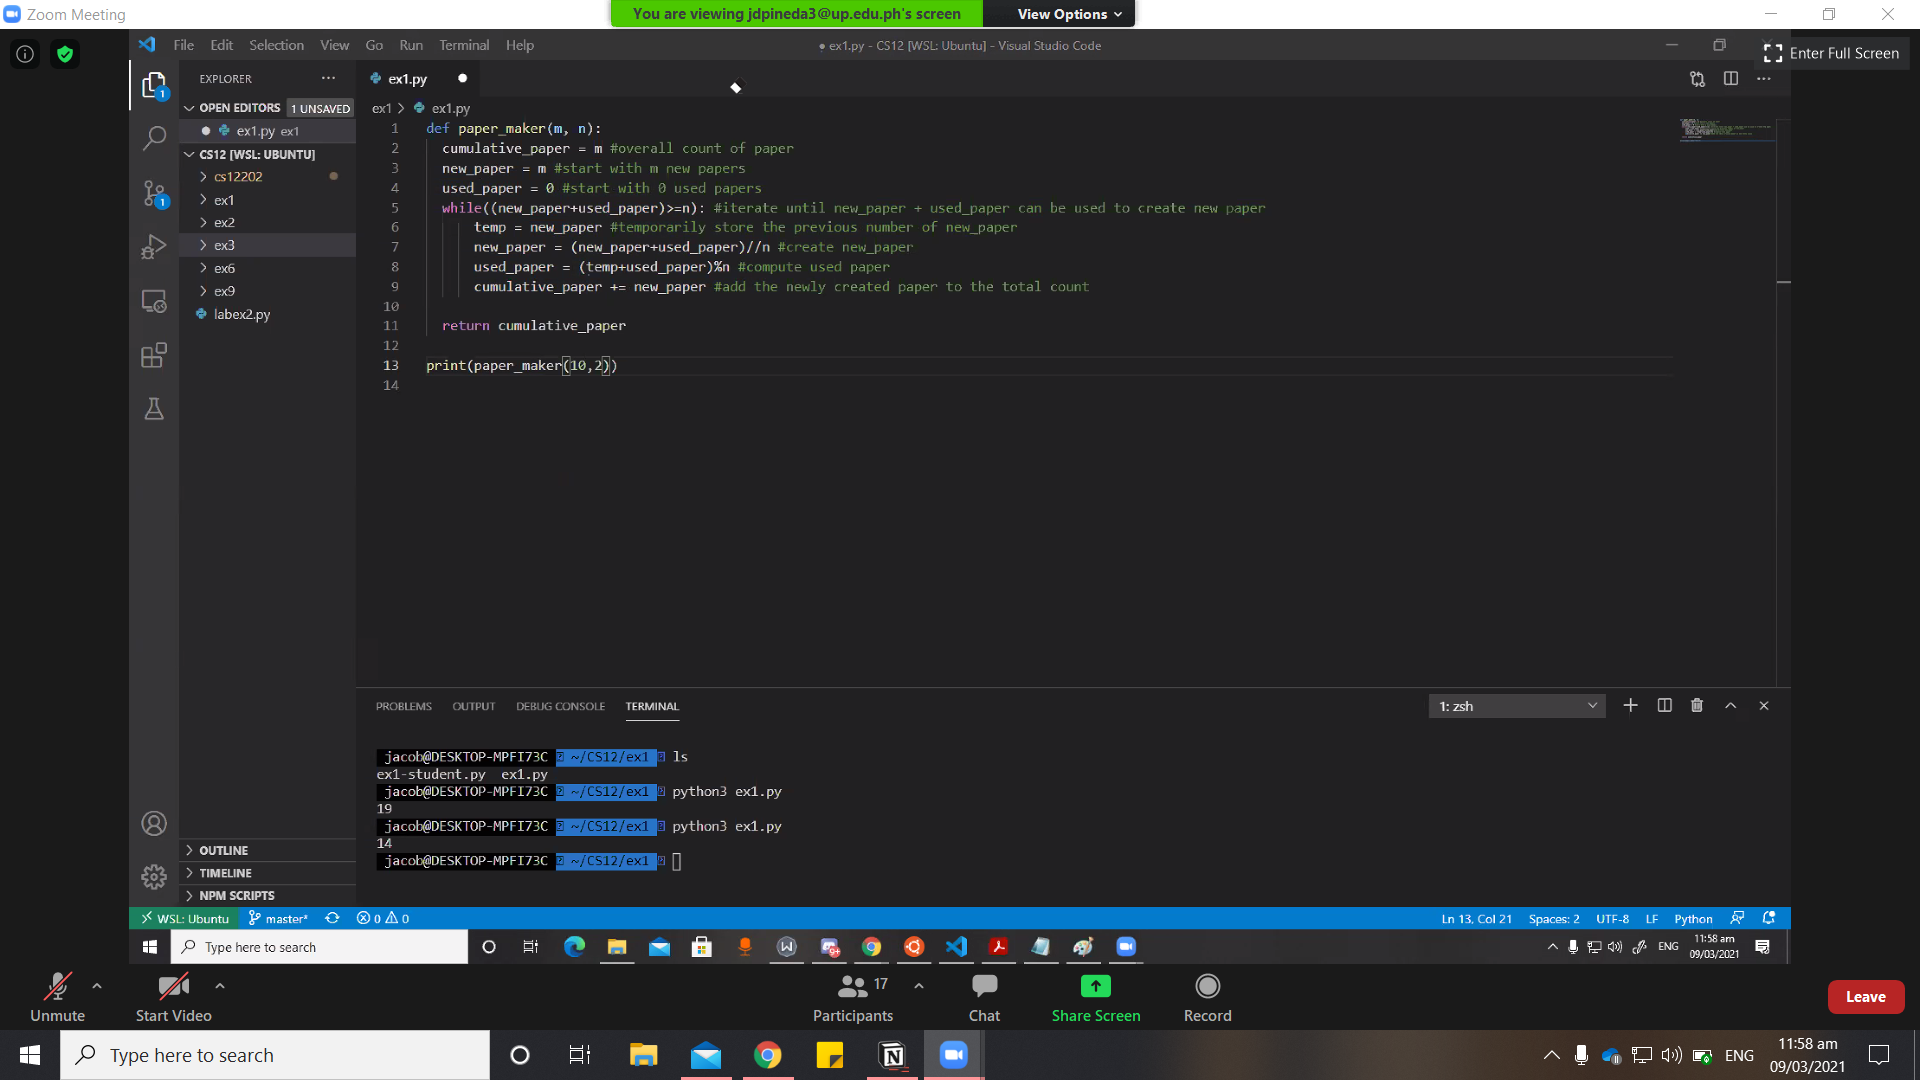 Zoom Meeting
You are viewing jdpineda3@up.edu.ph's screen
View Options
File Edit Selection View Go Run Terminal Help
● ex1.py - CS12 [WSL: Ubuntu] - Visual Studio Code
Enter Full Screen
EXPLORER
OPEN EDITORS 1 UNSAVED
ex1.py ex1
CS12 [WSL: UBUNTU]
cs12202
ex1
ex2
ex3
ex6
ex9
labex2.py
OUTLINE
TIMELINE
NPM SCRIPTS
ex1.py
ex1 > ex1.py
1 def paper_maker(m, n):
2 cumulative_paper = m #overall count of paper
3 new_paper = m #start with m new papers
4 used_paper = 0 #start with 0 used papers
5 while((new_paper+used_paper)>=n): #iterate until new_paper + used_paper can be used to create new paper
6 temp = new_paper #temporarily store the previous number of new_paper
7 new_paper = (new_paper+used_paper)//n #create new_paper
8 used_paper = (temp+used_paper)%n #compute used paper
9 cumulative_paper += new_paper #add the newly created paper to the total count
10
11 return cumulative_paper
12
13 print(paper_maker(10,2))
14
PROBLEMS OUTPUT DEBUG CONSOLE TERMINAL
1: zsh
jacob@DESKTOP-MPFI73C ~/CS12/ex1 ls
ex1-student.py ex1.py
jacob@DESKTOP-MPFI73C ~/CS12/ex1 python3 ex1.py
19
jacob@DESKTOP-MPFI73C ~/CS12/ex1 python3 ex1.py
14
jacob@DESKTOP-MPFI73C ~/CS12/ex1
WSL: Ubuntu master* 0 0
Ln 13, Col 21 Spaces: 2 UTF-8 LF Python
Type here to search
ENG
11:58 am
09/03/2021
Unmute
Start Video
17
Participants
Chat
Share Screen
Record
Leave
Type here to search
ENG
11:58 am
09/03/2021